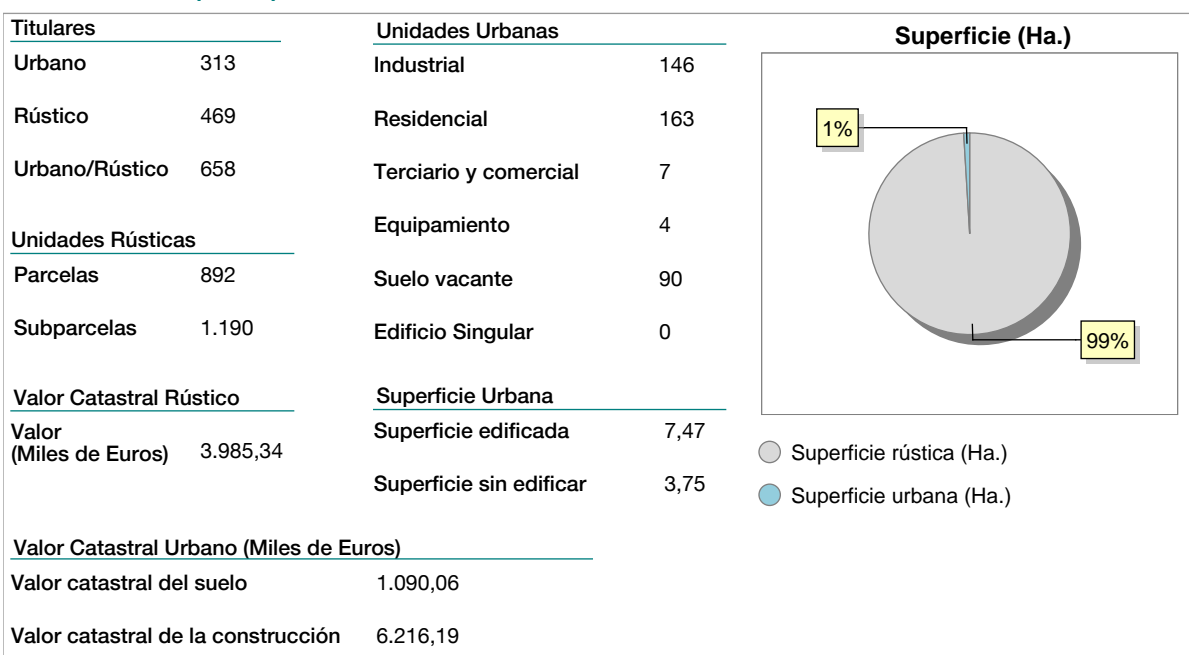 Titulares
Urbano 313
Rústico 469
Urbano/Rústico 658
Unidades Rústicas
Parcelas 892
Subparcelas 1.190
Valor Catastral Rústico
Valor
(Miles de Euros) 3.985,34
Unidades Urbanas
Industrial 146
Residencial 163
Terciario y comercial 7
Equipamiento 4
Suelo vacante 90
Edificio Singular 0
Superficie Urbana
Superficie edificada 7,47
Superficie sin edificar 3,75
Valor Catastral Urbano (Miles de Euros)
Valor catastral del suelo 1.090,06
Valor catastral de la construcción 6.216,19
Superficie (Ha.)
1%
99%
Superficie rústica (Ha.)
Superficie urbana (Ha.)